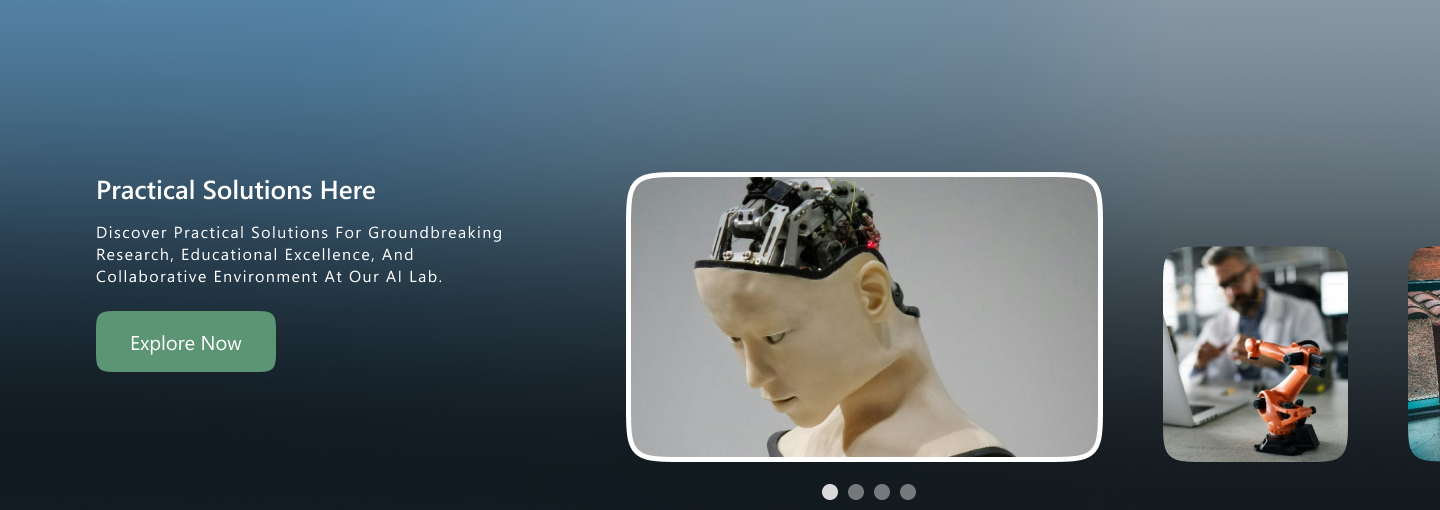 Practical Solutions Here
Discover Practical Solutions For Groundbreaking
Research, Educational Excellence, And
Collaborative Environment At Our AI Lab.
Explore Now